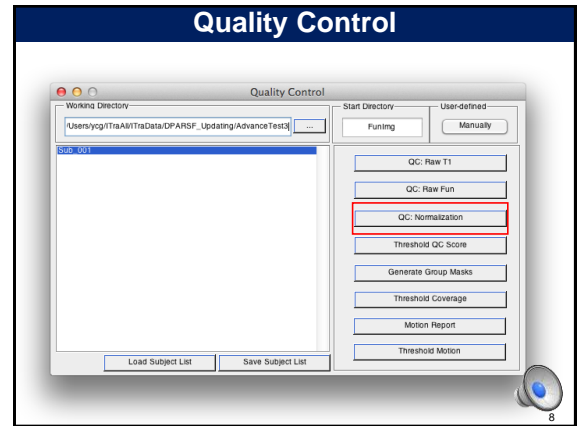 Quality Control
Quality Control
Working Directory
/Users/ycg/ITraAll/ITraData/DPARSF_Updating/AdvanceTest3
...
Start Directory
FunImg
User-defined
Manually
Sub_001
QC: Raw T1
QC: Raw Fun
QC: Normalization
Threshold QC Score
Generate Group Masks
Threshold Coverage
Motion Report
Threshold Motion
Load Subject List
Save Subject List
8